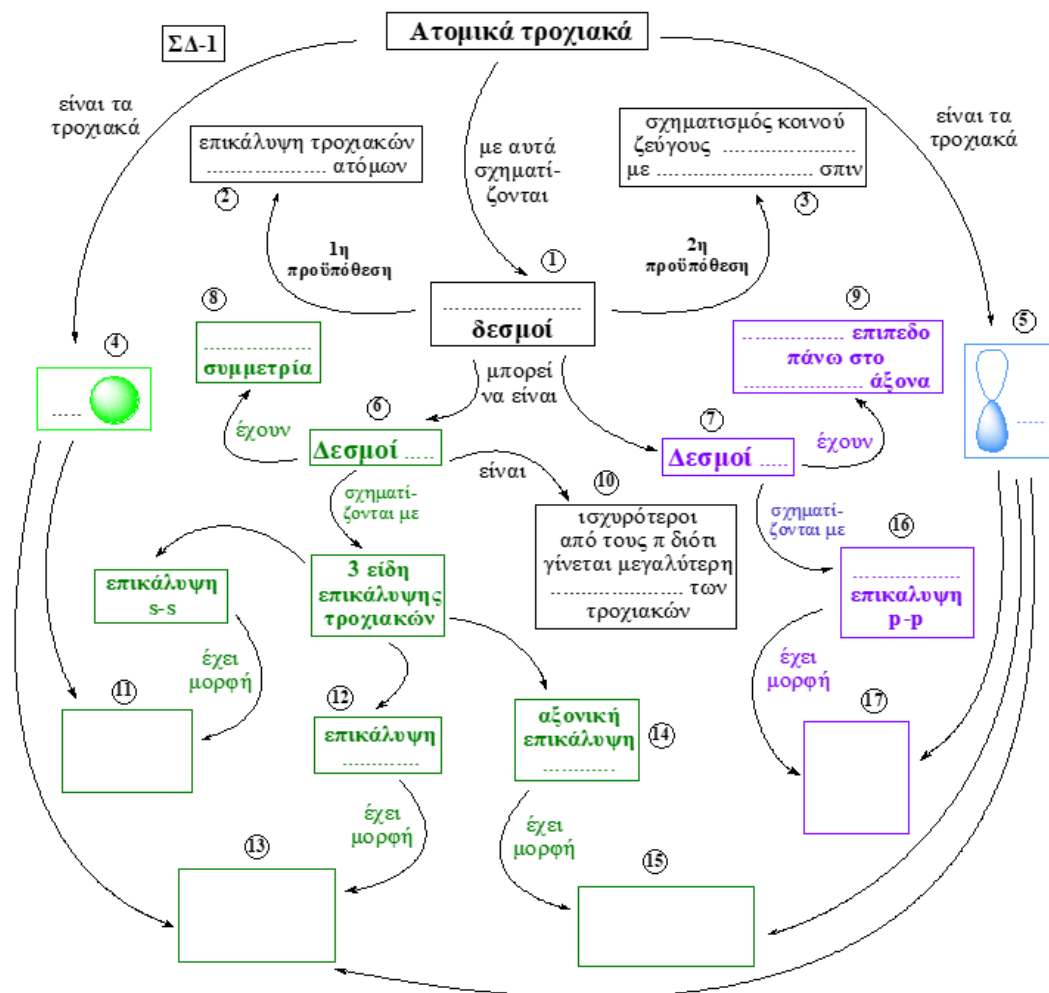 ΣΔ-1
Ατομικά τροχιακά
είναι τα
τροχιακά
επικάλυψη τροχιακών
.................... ατόμων
2
με αυτά
σχηματί-
ζονται
σχηματισμός κοινού
ζεύγους ........................
με ............................ σπιν
3
είναι τα
τροχιακά
1η
προϋπόθεση
2η
προϋπόθεση
1
..........................
δεσμοί
8
....................
συμμετρία
9
.................. επιπεδο
πάνω στο
..................... άξονα
4
.....
5
.....
μπορεί
να είναι
6
Δεσμοί .....
έχουν
7
Δεσμοί .....
έχουν
είναι
10
ισχυρότεροι
από τους π διότι
γίνεται μεγαλύτερη
...................... των
τροχιακών
σχηματί-
ζονται με
σχηματί-
ζονται με
16
.......................
επικαλυψη
p-p
επικάλυψη
s-s
3 είδη
επικάλυψης
τροχιακών
έχει
μορφή
έχει
μορφή
11
12
επικάλυψη
..............
αξονική
επικάλυψη
..............
14
17
έχει
μορφή
έχει
μορφή
13
15